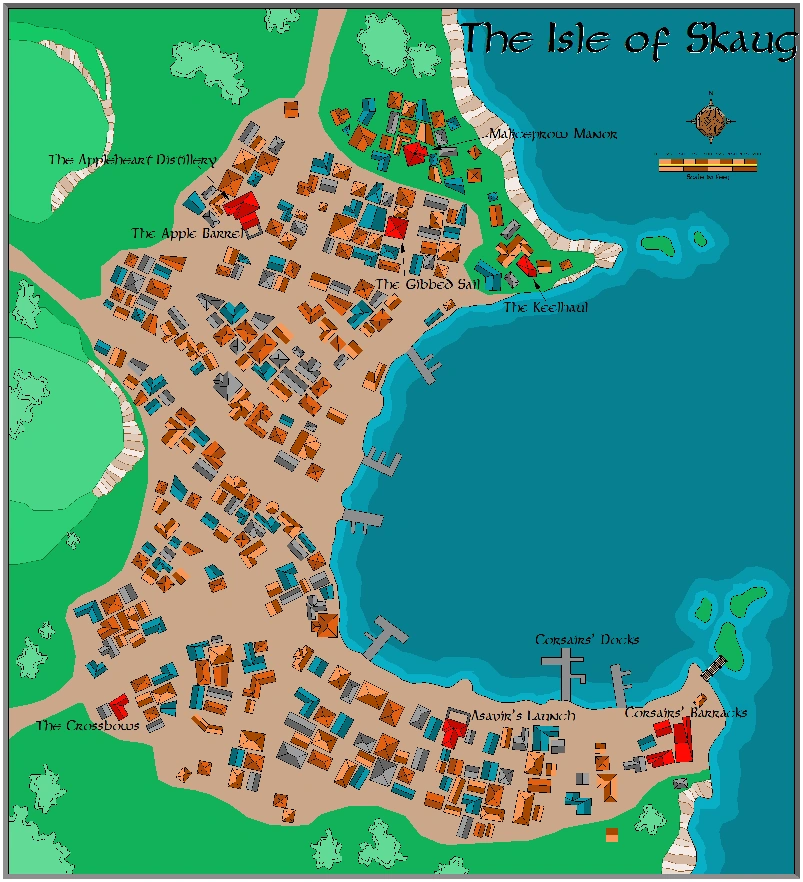 The Isle of Skaug
N
Maliceprow Manor
The Appleheart Distillery
Scale in Feet
The Apple Barrel
The Gibbed Sail
The Keelhaul
Corsairs' Docks
Asavir's Launch
Corsairs' Barracks
The Crossbows